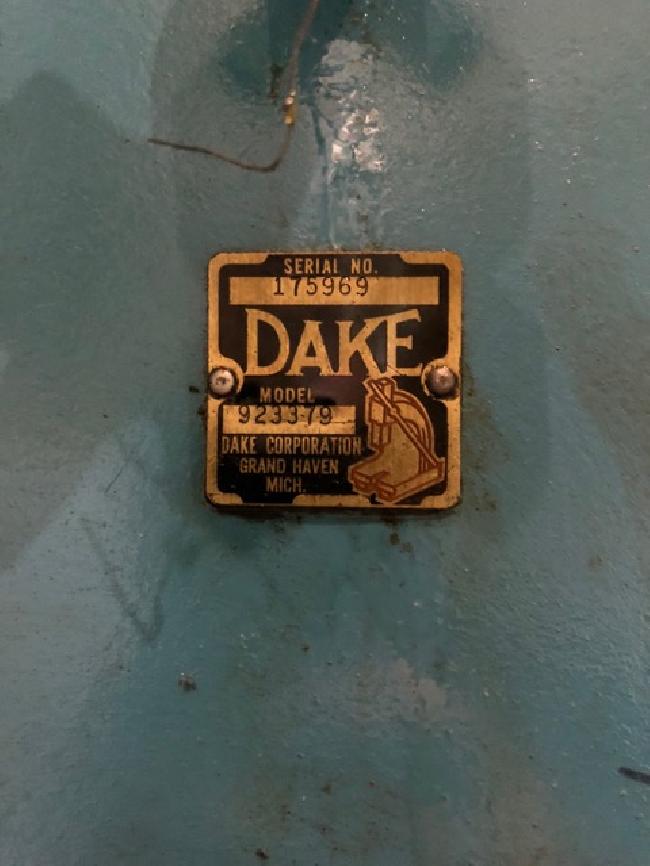 SERIAL NO.
175969
DAKE
MODEL
923379
DAKE CORPORATION
GRAND HAVEN
MICH.